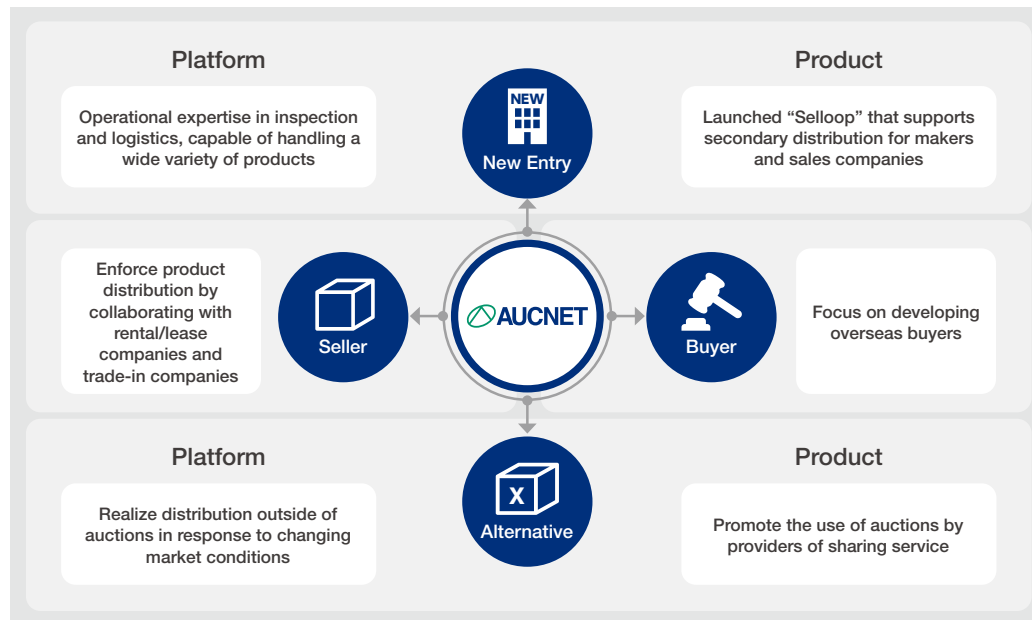 Platform
Operational expertise in inspection
and logistics, capable of handling a
wide variety of products
NEW
New Entry
Product
Launched “Selloop” that supports
secondary distribution for makers
and sales companies
Enforce product
distribution by
collaborating with
rental/lease
companies and
trade-in companies
Seller
AUCNET
Buyer
Focus on developing
overseas buyers
Platform
Realize distribution outside of
auctions in response to changing
market conditions
X
Alternative
Product
Promote the use of auctions by
providers of sharing service